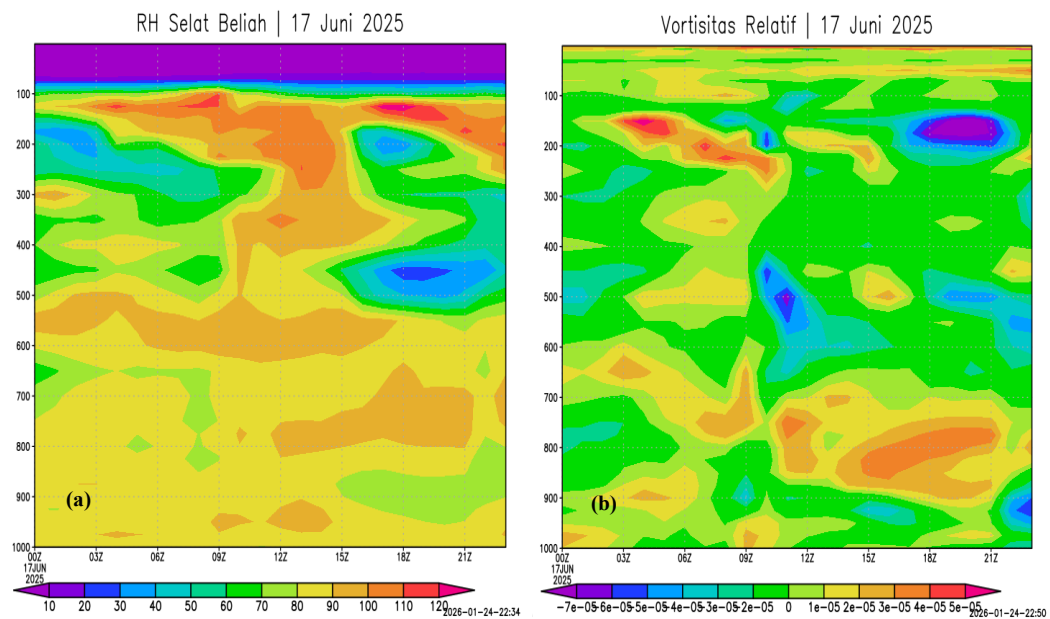 RH Selat Beliah | 17 Juni 2025
100
200
300
400
500
600
700
800
900
1000
(a)
00Z 03Z 06Z 09Z 12Z 15Z 18Z 21Z
17JUN
2025
10 20 30 40 50 60 70 80 90 100 110 120
2026-01-24-22:34
Vortisitas Relatif | 17 Juni 2025
100
200
300
400
500
600
700
800
900
1000
(b)
00Z 03Z 06Z 09Z 12Z 15Z 18Z 21Z
17JUN
2025
-7e-05 -6e-05 -5e-05 -4e-05 -3e-05 -2e-05 0 1e-05 2e-05 3e-05 4e-05 5e-05
2026-01-24-22:50